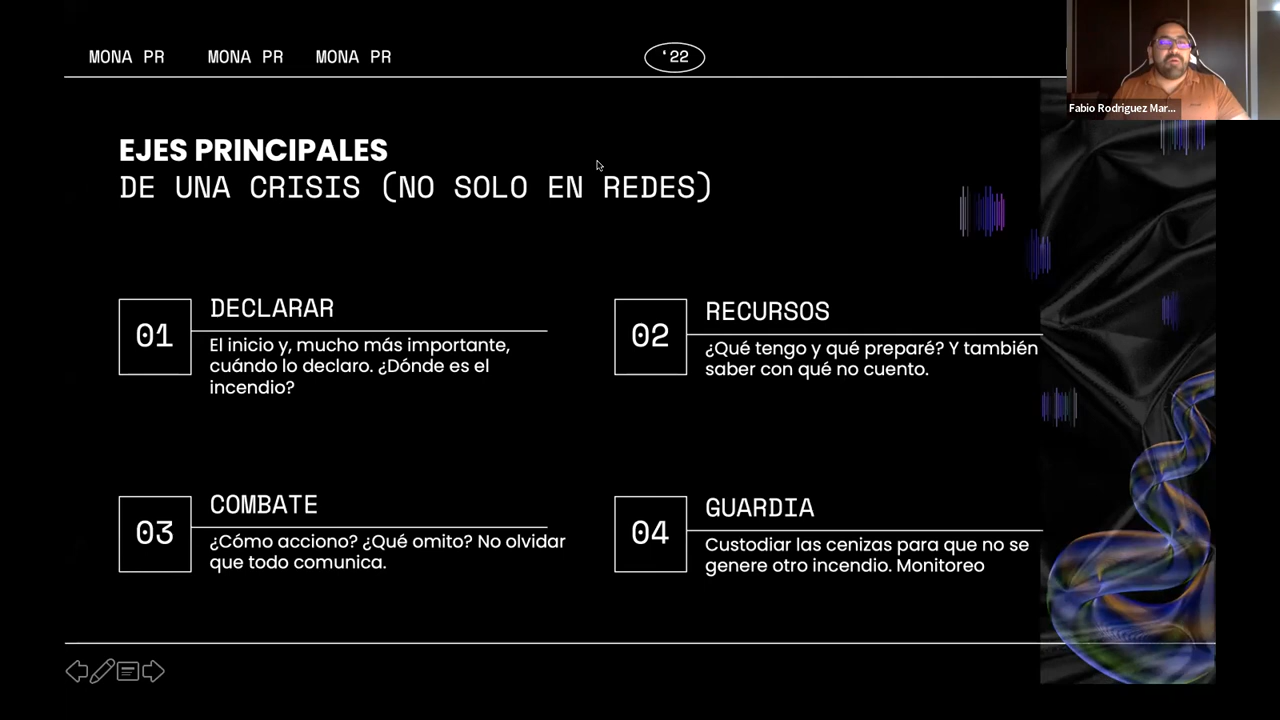 MONA PR MONA PR MONA PR '22
Fabio Rodriguez Mar...
EJES PRINCIPALES
DE UNA CRISIS (NO SOLO EN REDES)
01 DECLARAR
El inicio y, mucho más importante,
cuándo lo declaro. ¿Dónde es el
incendio?
02 RECURSOS
¿Qué tengo y qué preparé? Y también
saber con qué no cuento.
03 COMBATE
¿Cómo acciono? ¿Qué omito? No olvidar
que todo comunica.
04 GUARDIA
Custodiar las cenizas para que no se
genere otro incendio. Monitoreo